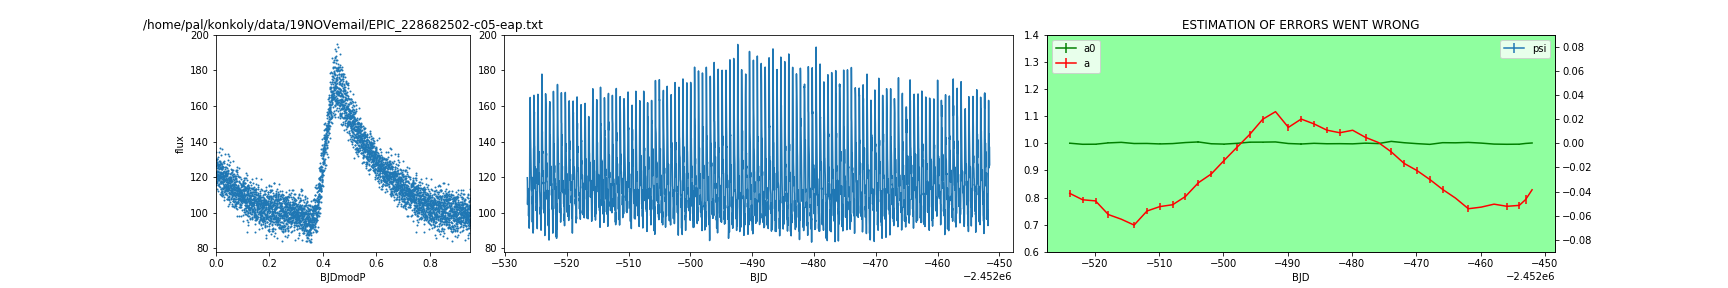 /home/pal/konkoly/data/19NOVemail/EPIC_228682502-c05-eap.txt
200
180
160
140
120
100
80
flux
0.0 0.2 0.4 0.6 0.8
BJDmodP
200
180
160
140
120
100
80
−530 −520 −510 −500 −490 −480 −470 −460 −450
BJD
−2.452e6
ESTIMATION OF ERRORS WENT WRONG
a0
a
psi
1.4
1.3
1.2
1.1
1.0
0.9
0.8
0.7
0.6
0.08
0.06
0.04
0.02
0.00
−0.02
−0.04
−0.06
−0.08
−520 −510 −500 −490 −480 −470 −460 −450
BJD
−2.452e6